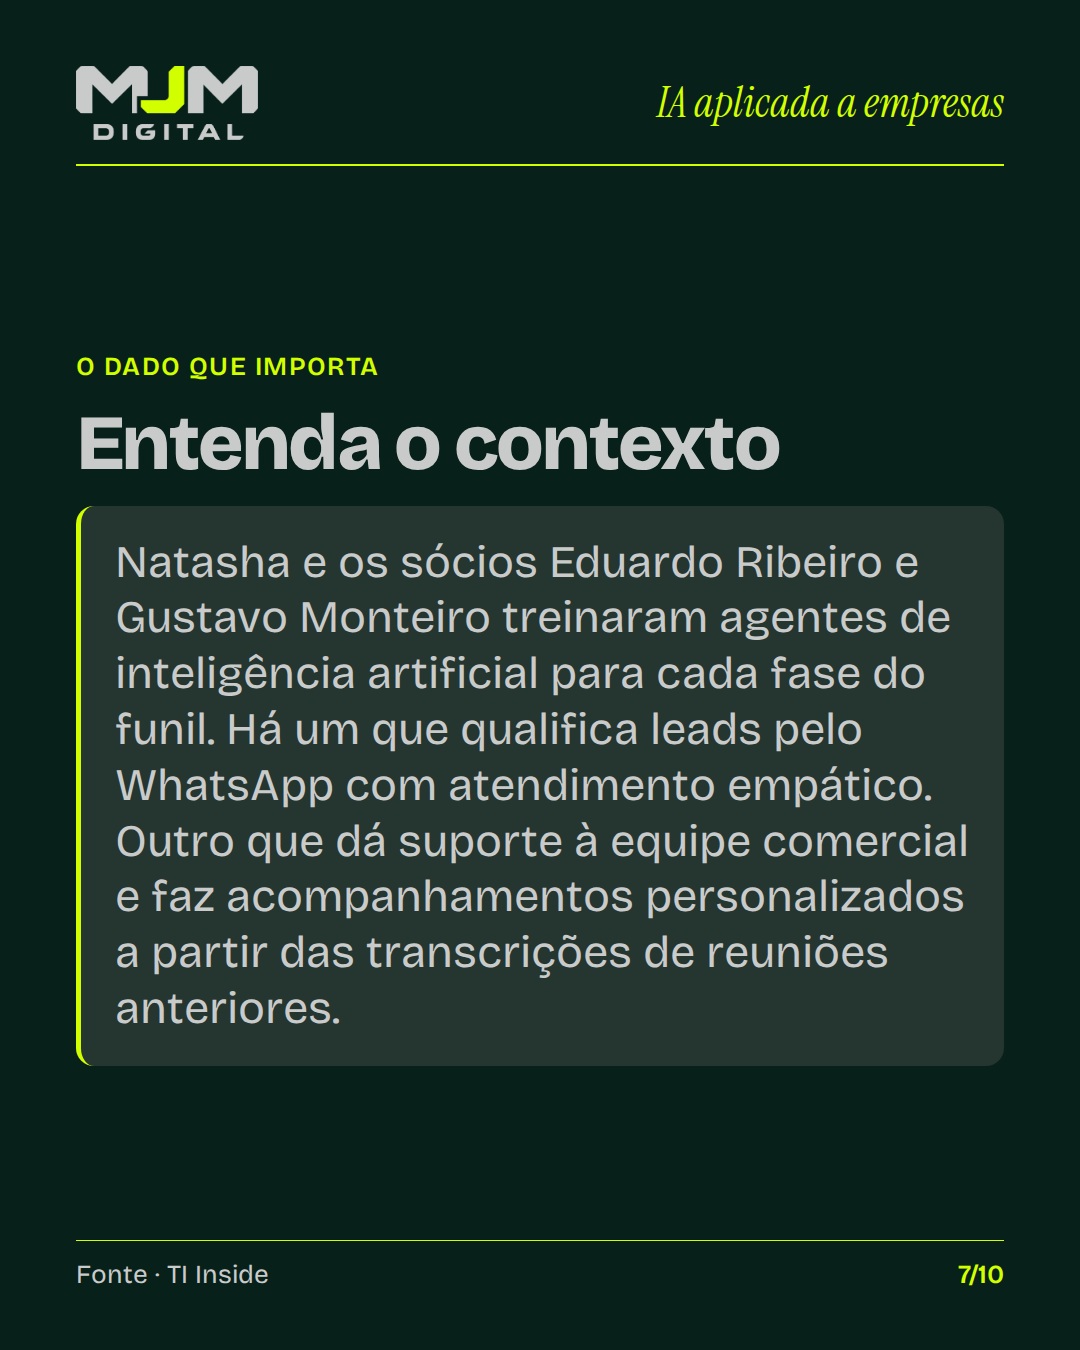 MJM
DIGITAL
IA aplicada a empresas
O DADO QUE IMPORTA
Entenda o contexto
Natasha e os sócios Eduardo Ribeiro e
Gustavo Monteiro treinaram agentes de
inteligência artificial para cada fase do
funil. Há um que qualifica leads pelo
WhatsApp com atendimento empático.
Outro que dá suporte à equipe comercial
e faz acompanhamentos personalizados
a partir das transcrições de reuniões
anteriores.
Fonte · TI Inside
7/10